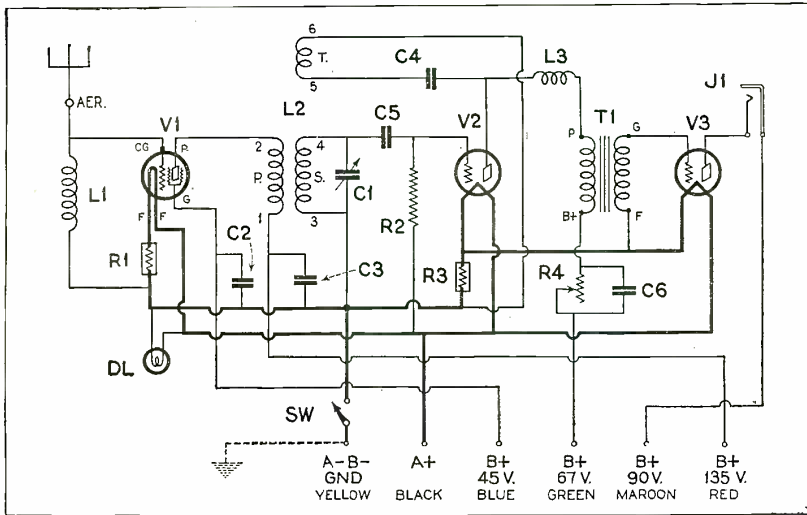 6
T.
5
C4
L3
J1
AER.
V1
L2
C5
V2
T1
V3
CG
P.
2
4
P
G
L1
P.
S.
C1
G
F F
1
3
R2
B+
F
R1
C2
C3
R3
R4
C6
DL
SW
A-B- A+ B+ B+ B+ B+
GND 45 V. 67 V. 90 V. 135 V.
YELLOW BLACK BLUE GREEN MAROON RED